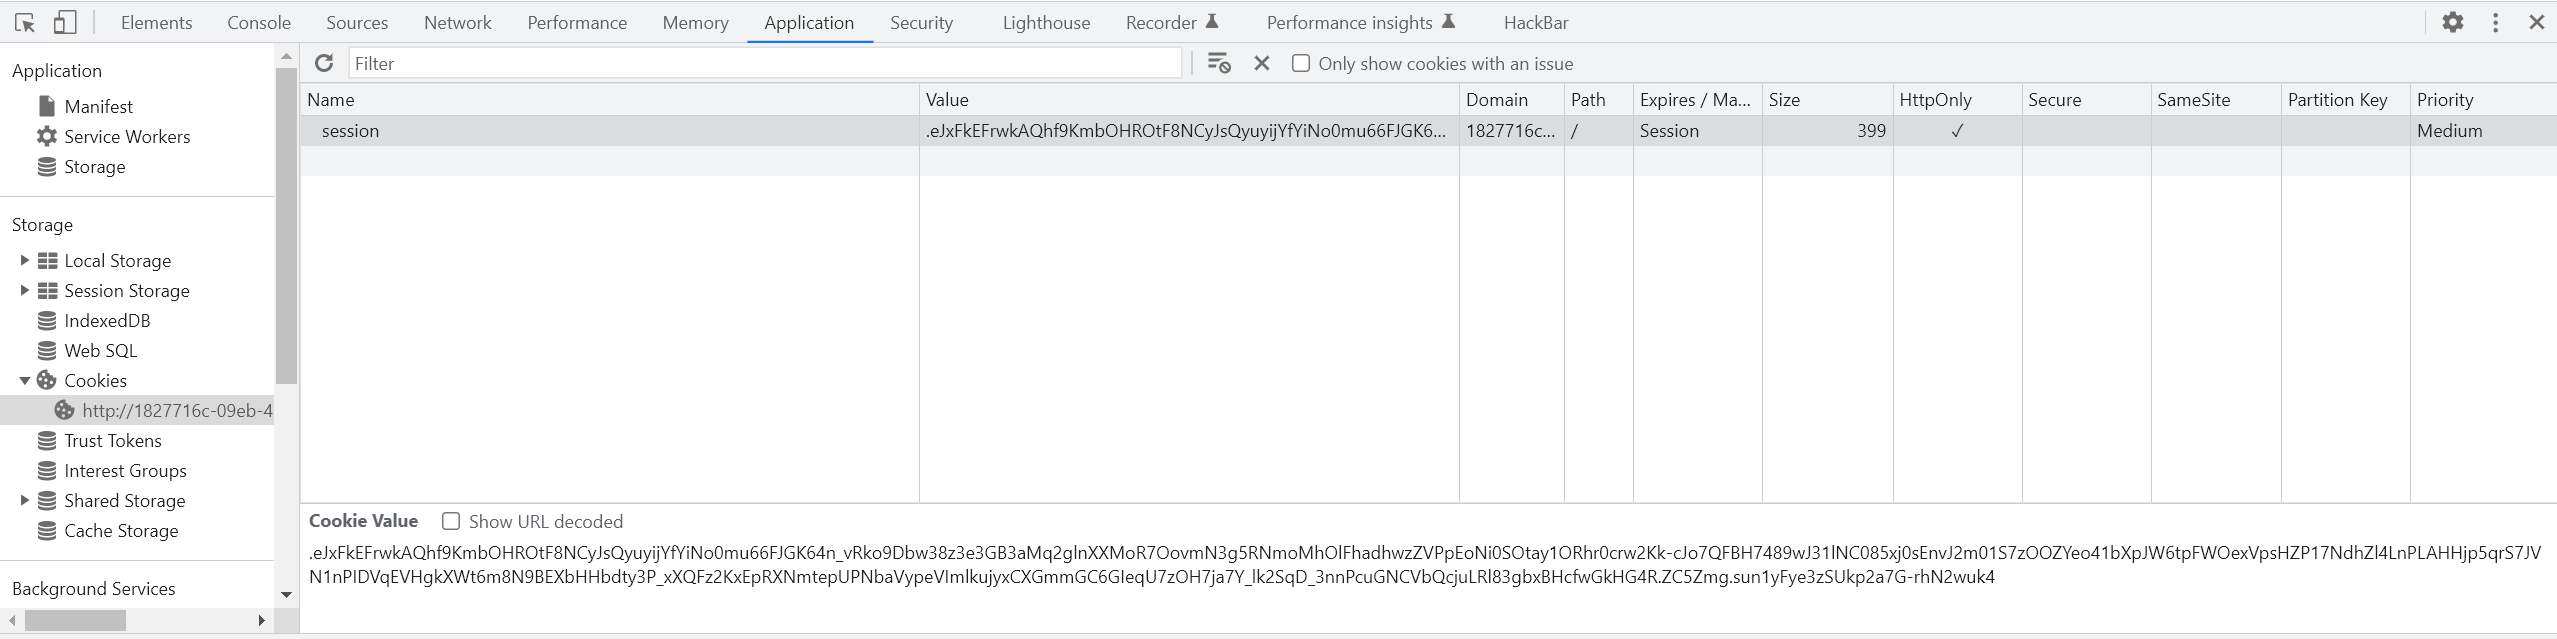 Elements Console Sources Network Performance Memory Application Security Lighthouse Recorder Performance insights HackBar
Application
Manifest
Service Workers
Storage
Storage
Local Storage
Session Storage
IndexedDB
Web SQL
Cookies
http://1827716c-09eb-4
Trust Tokens
Interest Groups
Shared Storage
Cache Storage
Background Services
Filter Only show cookies with an issue
Name Value Domain Path Expires / Ma... Size HttpOnly Secure SameSite Partition Key Priority
session .eJxFkEFrwkAQhf9KmbOHROtF8NCyJsQyuyijYfYiNo0mu66FJGK6... 1827716c... / Session 399 ✓ Medium
Cookie Value Show URL decoded
.eJxFkEFrwkAQhf9KmbOHROtF8NCyJsQyuyijYfYiNo0mu66FJGK64n_vRko9Dbw38z3e3GB3aMq2glnXXMoR7OovmN3g5RNmoMhOlFhadhwzZVPpEoNi0SOtay1ORhr0crw2Kk-cJo7QFBH7489wJ31lNC085xj0sEnvJ2m01S7zOOZYeo41bXpJW6tpFWOexVpsHZP17NdhZl4LnPLAHHjp5qrS7JV
N1nPIDVqEVHgkXWt6m8N9BEXbHHbdty3P_xXQFz2KxEpRXNmtepUPNbaVypeVImlkujyxCXGmmGC6GIeqU7zOH7ja7Y_lk2SqD_3nnPcuGNCVbQcjuLRl83gbxBHcfwGkHG4R.ZC5Zmg.sun1yFye3zSUkp2a7G-rhN2wuk4